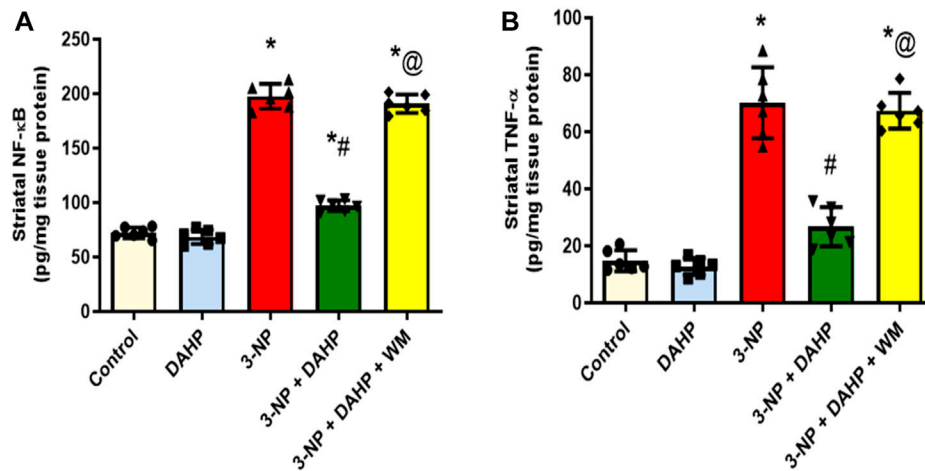 A
Striatal NF-κB
(pg/mg tissue protein)
250
200
150
100
50
0
*
*#
*@
Control
DAHP
3-NP
3-NP + DAHP
3-NP + DAHP + WM
B
Striatal TNF-α
(pg/mg tissue protein)
100
80
60
40
20
0
*
#
*@
Control
DAHP
3-NP
3-NP + DAHP
3-NP + DAHP + WM